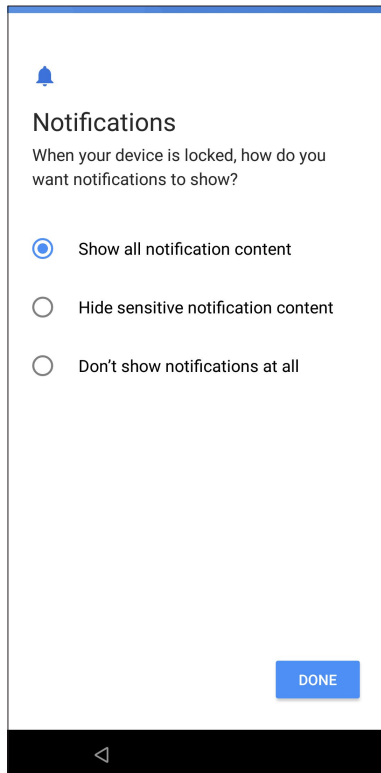 Notifications
When your device is locked, how do you
want notifications to show?
Show all notification content
Hide sensitive notification content
Don’t show notifications at all
DONE